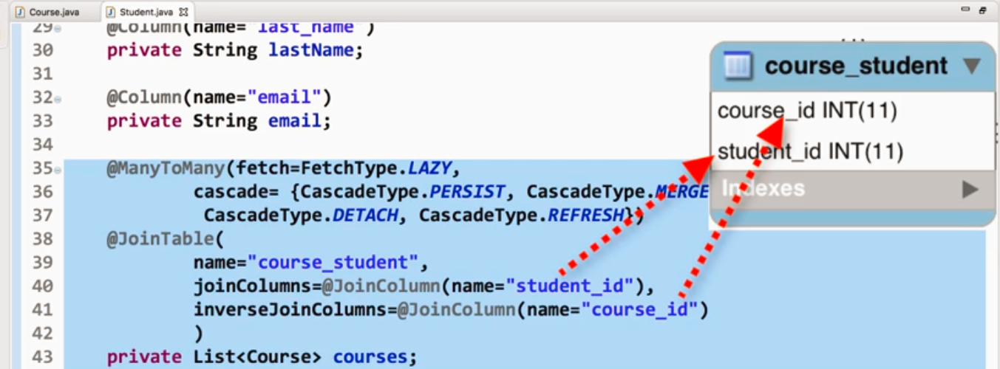 Course.java
Student.java
29 @Column(name="last_name")
30 private String lastName;
31
32 @Column(name="email")
33 private String email;
34
35 @ManyToMany(fetch=FetchType.LAZY,
36 cascade= {CascadeType.PERSIST, CascadeType.MERGE
37 CascadeType.DETACH, CascadeType.REFRESH})
38 @JoinTable(
39 name="course_student",
40 joinColumns=@JoinColumn(name="student_id"),
41 inverseJoinColumns=@JoinColumn(name="course_id")
42 )
43 private List<Course> courses;
course_student
course_id INT(11)
student_id INT(11)
Indexes